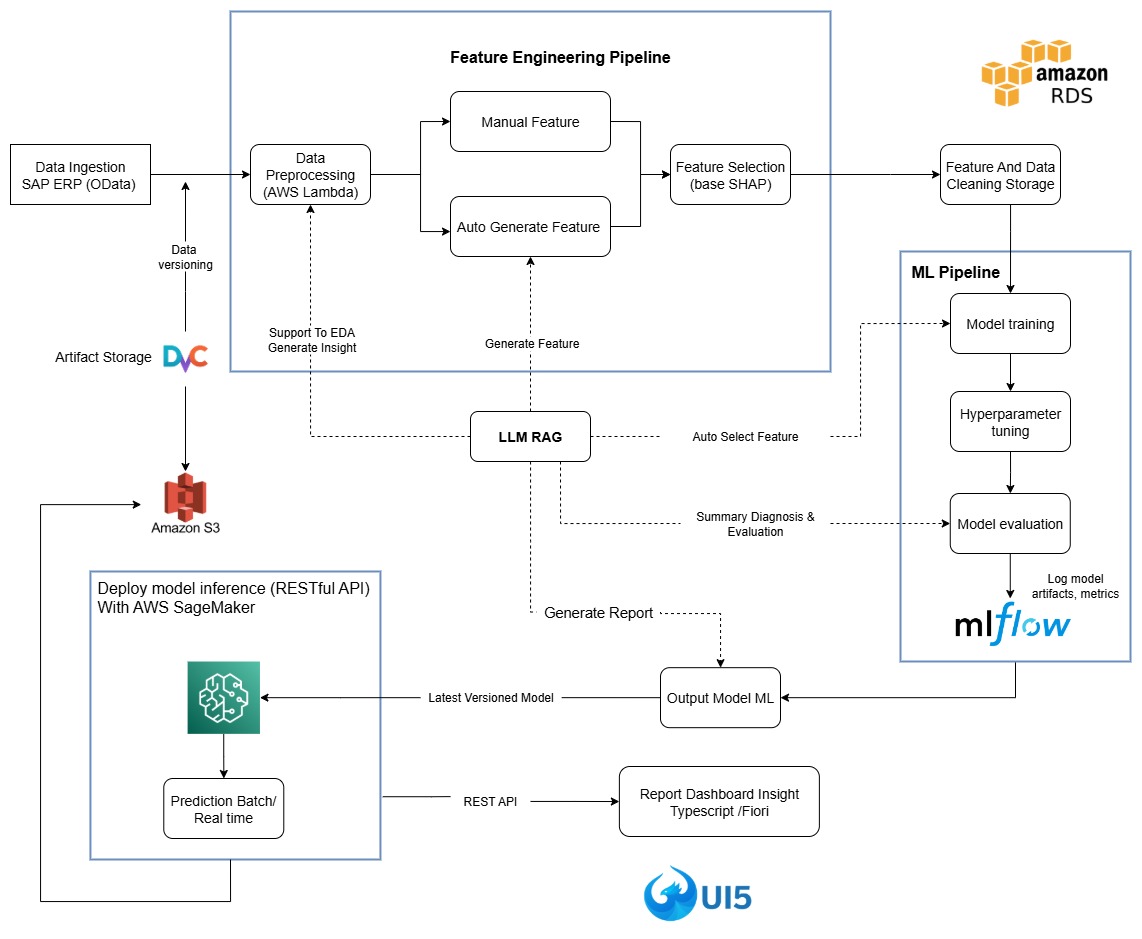 Feature Engineering Pipeline
amazon
RDS
Manual Feature
Data Ingestion
SAP ERP (OData)
Data
Preprocessing
(AWS Lambda)
Feature Selection
(base SHAP)
Feature And Data
Cleaning Storage
Auto Generate Feature
Data
versioning
ML Pipeline
Model training
Support To EDA
Generate Insight
Generate Feature
Artifact Storage
DVC
Hyperparameter
tuning
LLM RAG
Auto Select Feature
Amazon S3
Summary Diagnosis &
Evaluation
Model evaluation
Log model
artifacts, metrics
mlflow
Deploy model inference (RESTful API)
With AWS SageMaker
Generate Report
Latest Versioned Model
Output Model ML
Prediction Batch/
Real time
REST API
Report Dashboard Insight
Typescript /Fiori
UI5